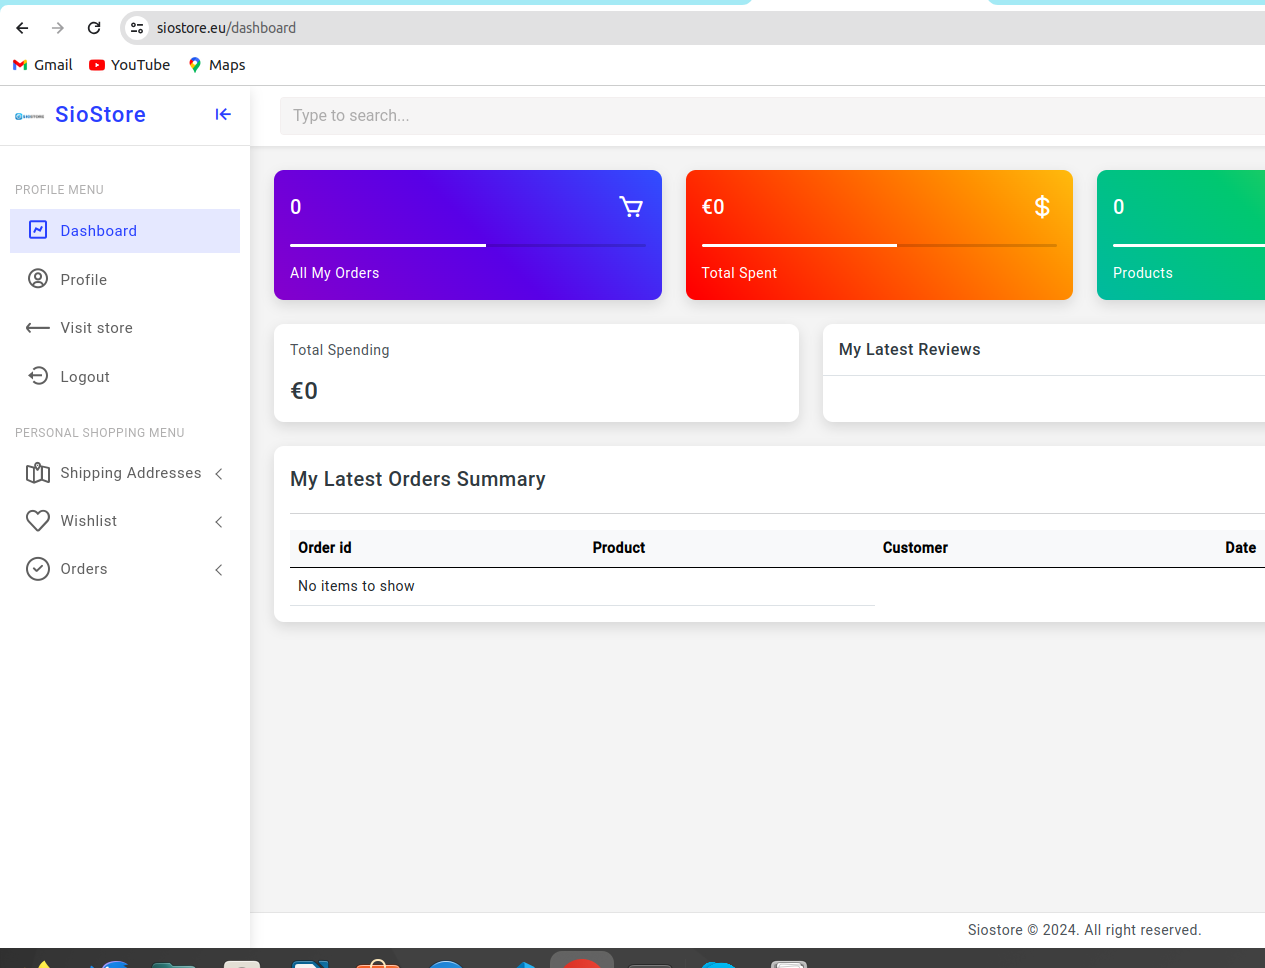 siostore.eu/dashboard
Gmail YouTube Maps
SioStore
Type to search...
PROFILE MENU
Dashboard
Profile
Visit store
Logout
PERSONAL SHOPPING MENU
Shipping Addresses
Wishlist
Orders
0
All My Orders
€0
$
Total Spent
0
Products
Total Spending
€0
My Latest Reviews
My Latest Orders Summary
Order id Product Customer Date
No items to show
Siostore © 2024. All right reserved.